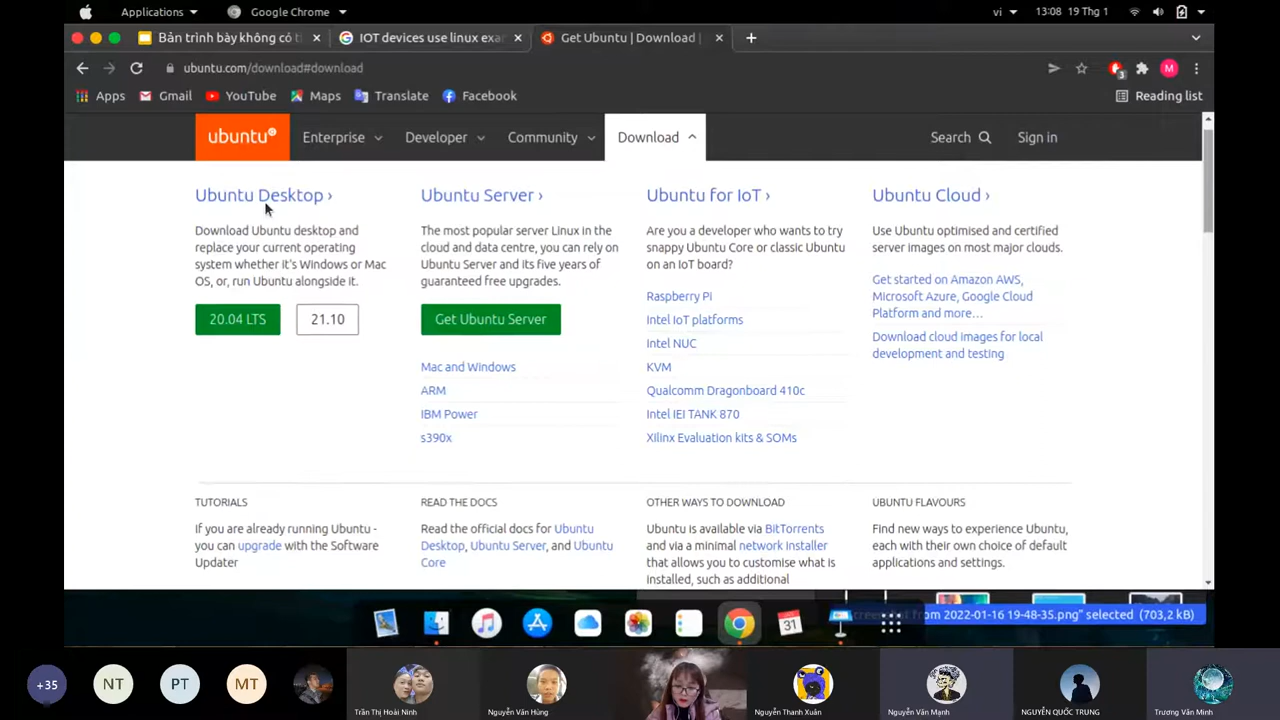 Applications
Google Chrome
vi
13:08 19 Thg 1
Bản trình bày không có t
IOT devices use linux exa
Get Ubuntu | Download |
ubuntu.com/download#download
3
M
Apps
Gmail
YouTube
Maps
Translate
Facebook
Reading list
ubuntu®
Enterprise
Developer
Community
Download
Search
Sign in
Ubuntu Desktop ›
Download Ubuntu desktop and
replace your current operating
system whether it's Windows or Mac
OS, or, run Ubuntu alongside it.
20.04 LTS
21.10
Ubuntu Server ›
The most popular server Linux in the
cloud and data centre, you can rely on
Ubuntu Server and its five years of
guaranteed free upgrades.
Get Ubuntu Server
Mac and Windows
ARM
IBM Power
s390x
Ubuntu for IoT ›
Are you a developer who wants to try
snappy Ubuntu Core or classic Ubuntu
on an IoT board?
Raspberry Pi
Intel IoT platforms
Intel NUC
KVM
Qualcomm Dragonboard 410c
Intel IEI TANK 870
Xilinx Evaluation kits & SOMs
Ubuntu Cloud ›
Use Ubuntu optimised and certified
server images on most major clouds.
Get started on Amazon AWS,
Microsoft Azure, Google Cloud
Platform and more…
Download cloud images for local
development and testing
TUTORIALS
If you are already running Ubuntu -
you can upgrade with the Software
Updater
READ THE DOCS
Read the official docs for Ubuntu
Desktop, Ubuntu Server, and Ubuntu
Core
OTHER WAYS TO DOWNLOAD
Ubuntu is available via BitTorrents
and via a minimal network installer
that allows you to customise what is
installed, such as additional
UBUNTU FLAVOURS
Find new ways to experience Ubuntu,
each with their own choice of default
applications and settings.
31
from 2022-01-16 19-48-35.png" selected (703,2 kB)
+35
NT
PT
MT
Trần Thị Hoài Ninh
Nguyễn Văn Hùng
Nguyễn Thanh Xuân
Nguyễn Văn Mạnh
NGUYỄN QUỐC TRUNG
Trương Văn Minh